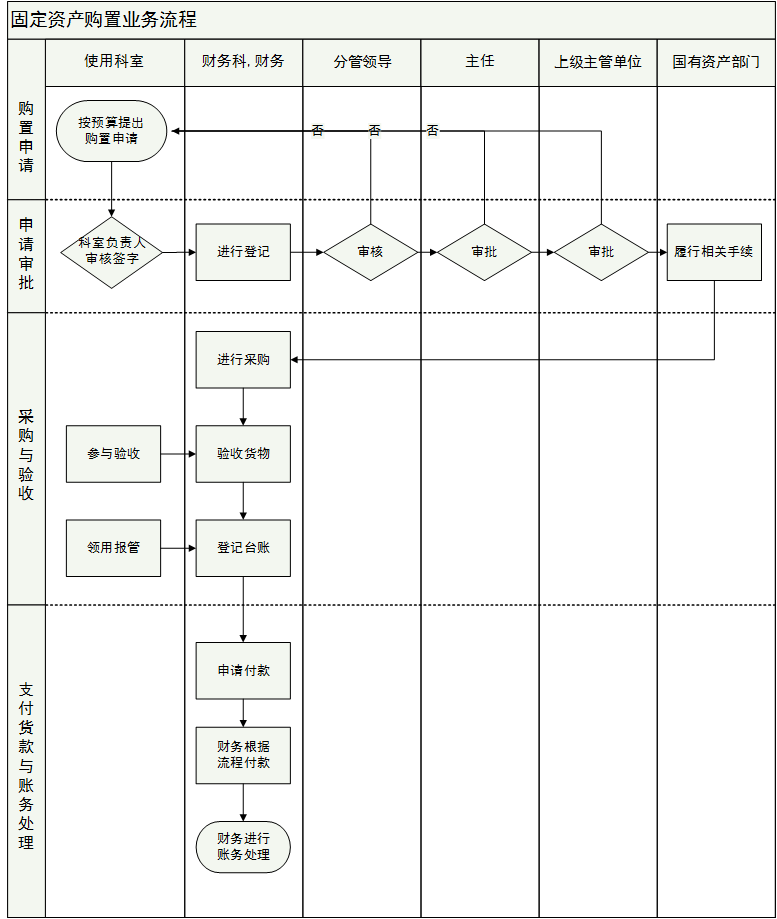 固定资产购置业务流程
使用科室
财务科, 财务
分管领导
主任
上级主管单位
国有资产部门
购置申请
按预算提出
购置申请
否
否
否
申请审批
科室负责人
审核签字
进行登记
审核
审批
审批
履行相关手续
采购与验收
进行采购
参与验收
验收货物
领用报管
登记台账
支付货款与账务处理
申请付款
财务根据
流程付款
财务进行
账务处理